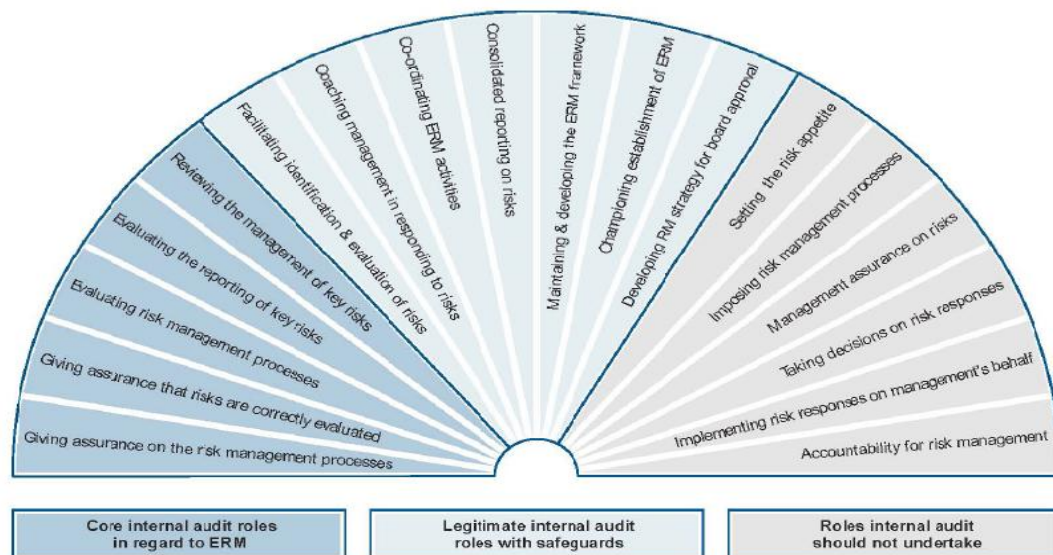 Giving assurance on the risk management processes
Giving assurance that risks are correctly evaluated
Evaluating risk management processes
Evaluating the reporting of key risks
Reviewing the management of key risks
Facilitating identification & evaluation of risks
Coaching management in responding to risks
Co-ordinating ERM activities
Consolidated reporting on risks
Maintaining & developing the ERM framework
Championing establishment of ERM
Developing RM strategy for board approval
Setting the risk appetite
Imposing risk management processes
Management assurance on risks
Taking decisions on risk responses
Implementing risk responses on management's behalf
Accountability for risk management
Core internal audit roles
in regard to ERM
Legitimate internal audit
roles with safeguards
Roles internal audit
should not undertake